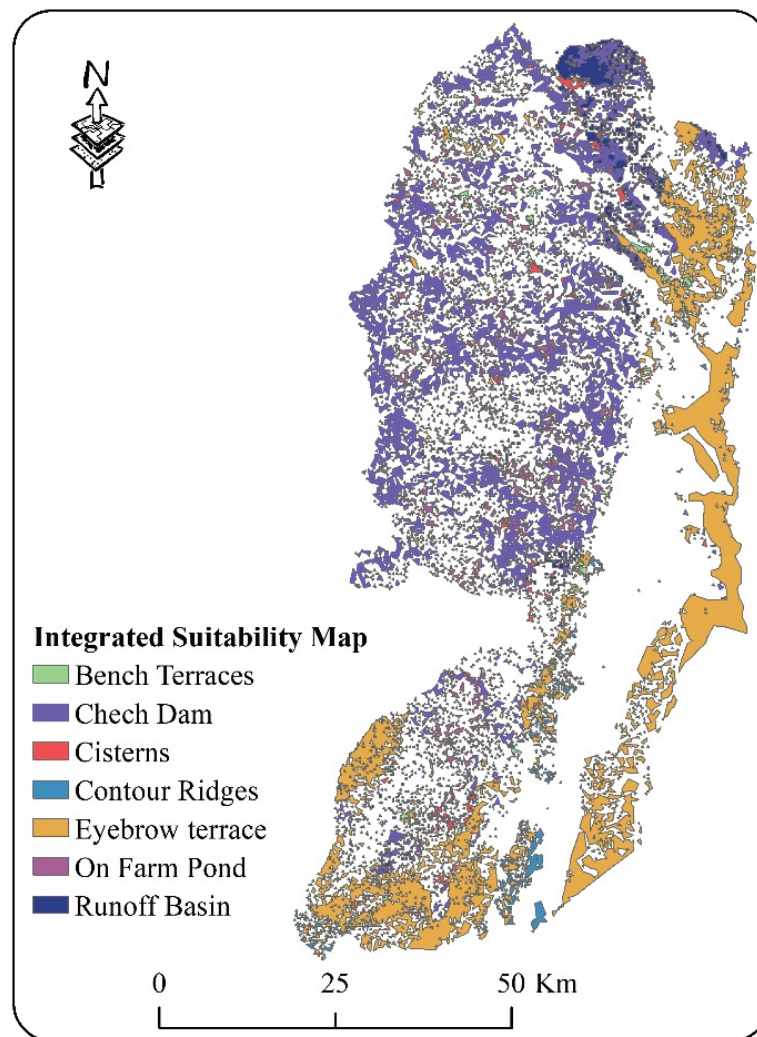 N
Integrated Suitability Map
Bench Terraces
Chech Dam
Cisterns
Contour Ridges
Eyebrow terrace
On Farm Pond
Runoff Basin
0 25 50 Km